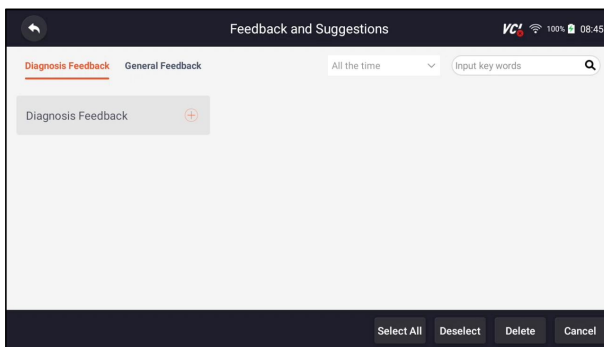 Feedback and Suggestions VCI 100% 08:45
Diagnosis Feedback General Feedback All the time Input key words
Diagnosis Feedback
Select All Deselect Delete Cancel